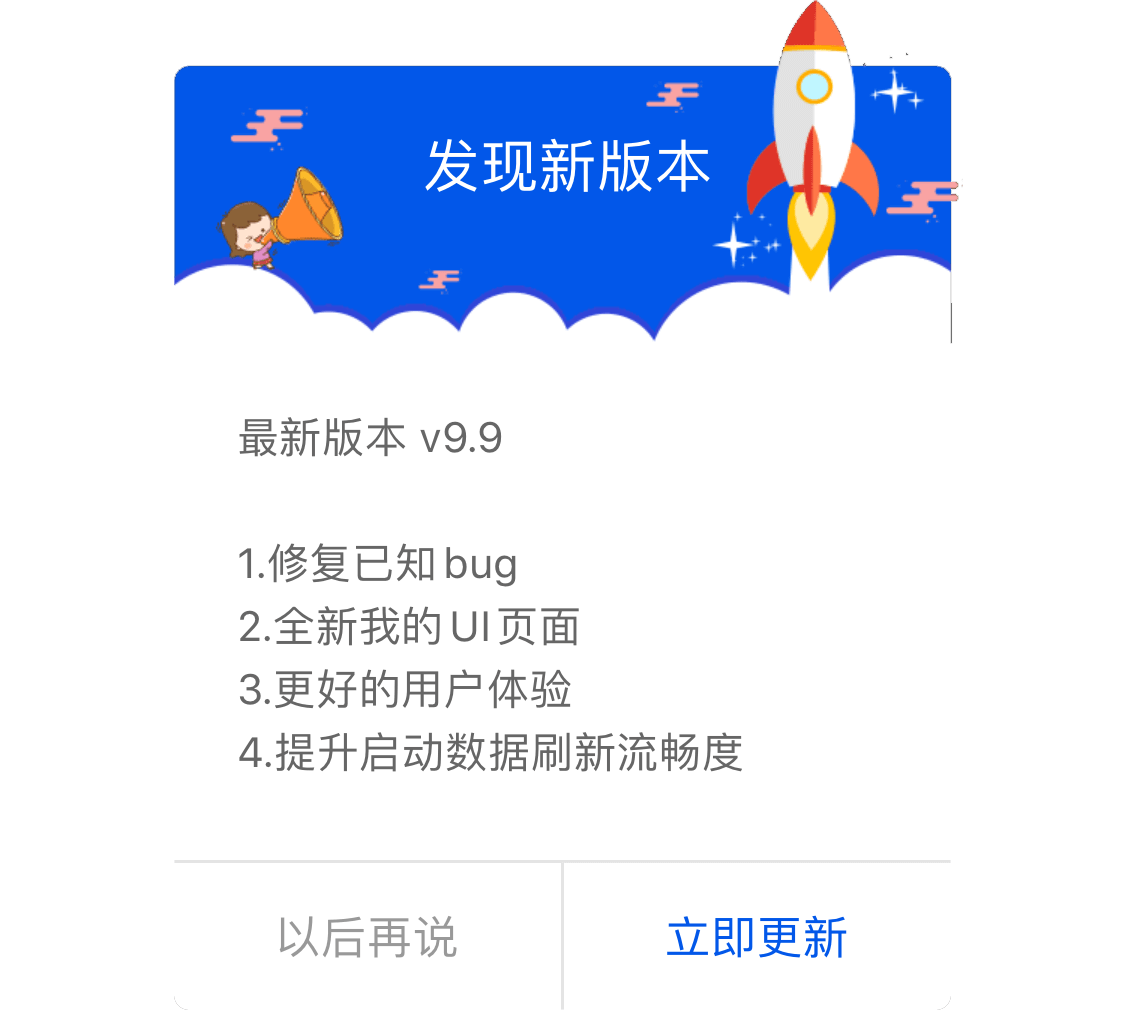 发现新版本
最新版本 v9.9
1.修复已知bug
2.全新我的UI页面
3.更好的用户体验
4.提升启动数据刷新流畅度
以后再说
立即更新